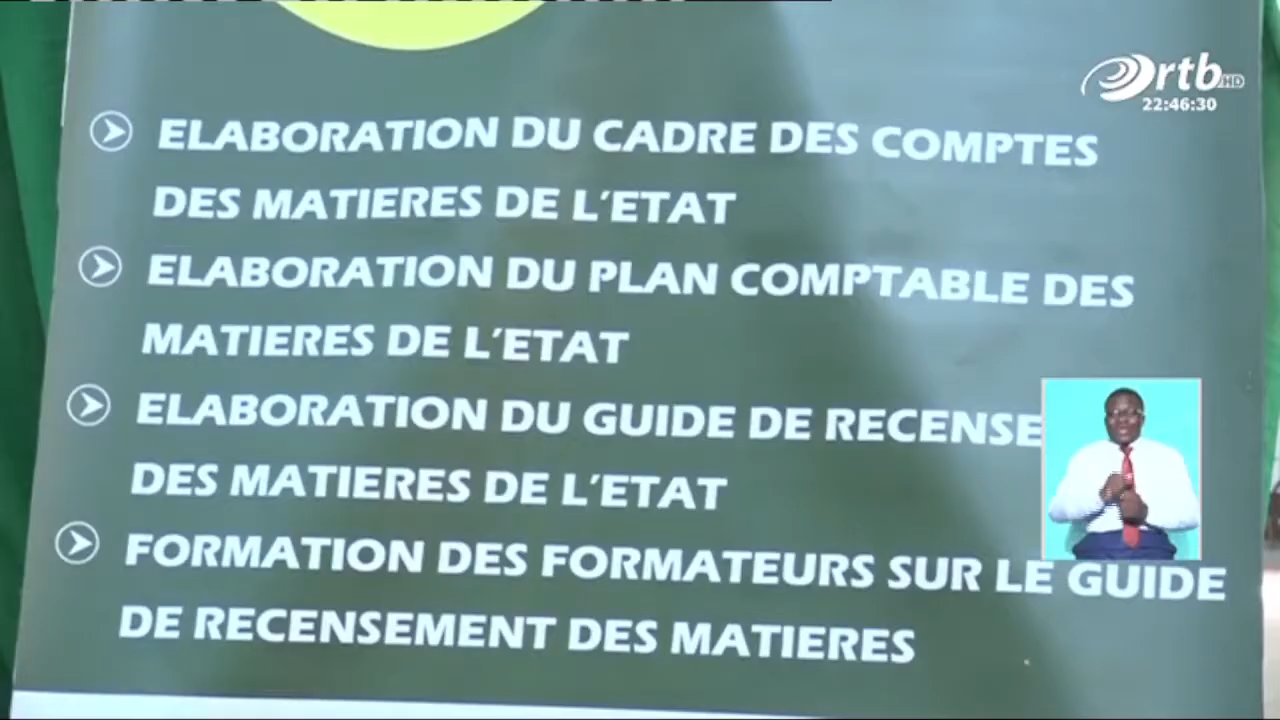 rtb HD
22:46:30
ELABORATION DU CADRE DES COMPTES
DES MATIERES DE L'ETAT
ELABORATION DU PLAN COMPTABLE DES
MATIERES DE L'ETAT
ELABORATION DU GUIDE DE RECENSE
DES MATIERES DE L'ETAT
FORMATION DES FORMATEURS SUR LE GUIDE
DE RECENSEMENT DES MATIERES